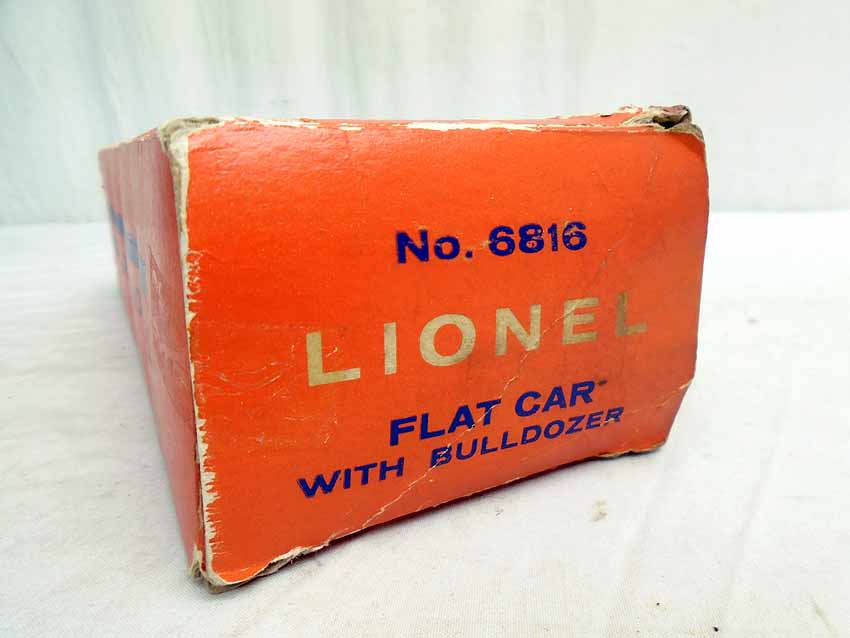 No. 6816
LIONEL
FLAT CAR
WITH BULLDOZER